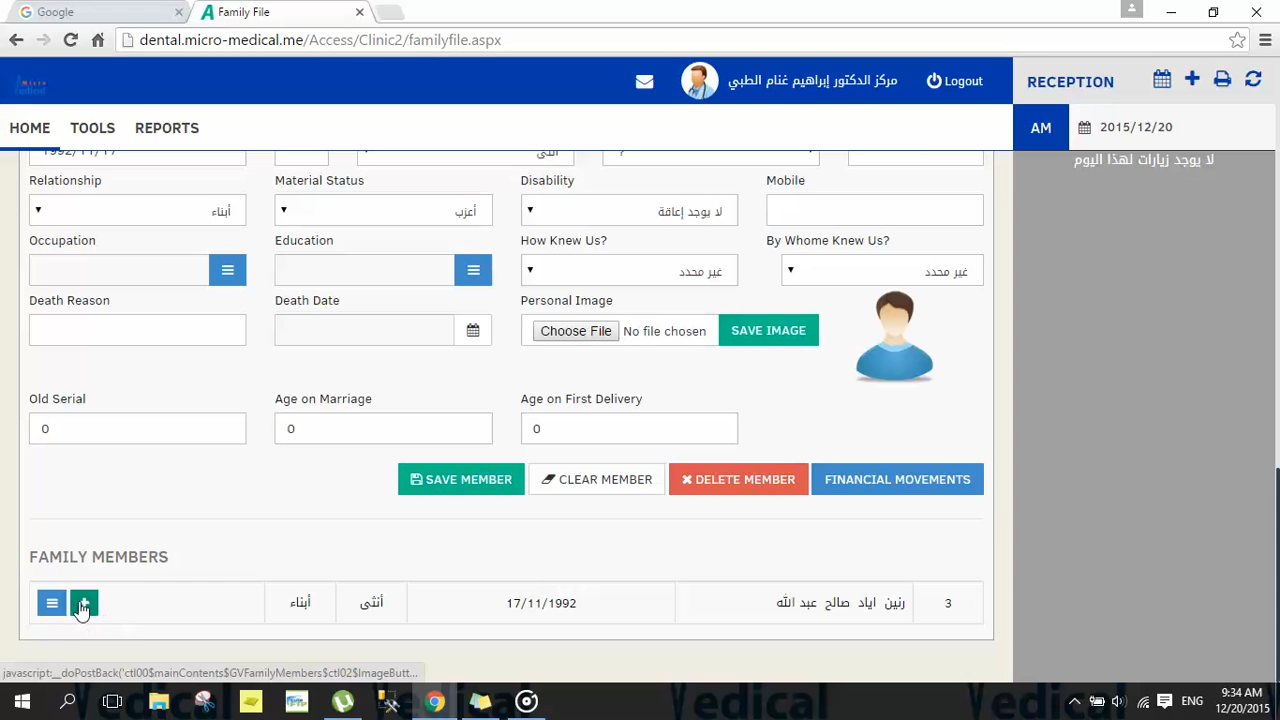 Google
Family File
dental.micro-medical.me/Access/Clinic2/familyfile.aspx
مركز الدكتور إبراهيم غنام الطبي
Logout
RECEPTION
HOME TOOLS REPORTS
AM 2015/12/20
لا يوجد زيارات لهذا اليوم
1992/11/17 أنثى ?
Relationship Material Status Disability Mobile
أبناء أعزب لا يوجد إعاقة
Occupation Education How Knew Us? By Whome Knew Us?
غير محدد غير محدد
Death Reason Death Date Personal Image
Choose File No file chosen SAVE IMAGE
Old Serial Age on Marriage Age on First Delivery
0 0 0
SAVE MEMBER CLEAR MEMBER DELETE MEMBER FINANCIAL MOVEMENTS
FAMILY MEMBERS
أبناء أنثى 17/11/1992 رنين اياد صالح عبد الله 3
javascript:__doPostBack('ctl00$mainContents$GVFamilyMembers$ctl02$ImageButt...
ENG 9:34 AM
12/20/2015